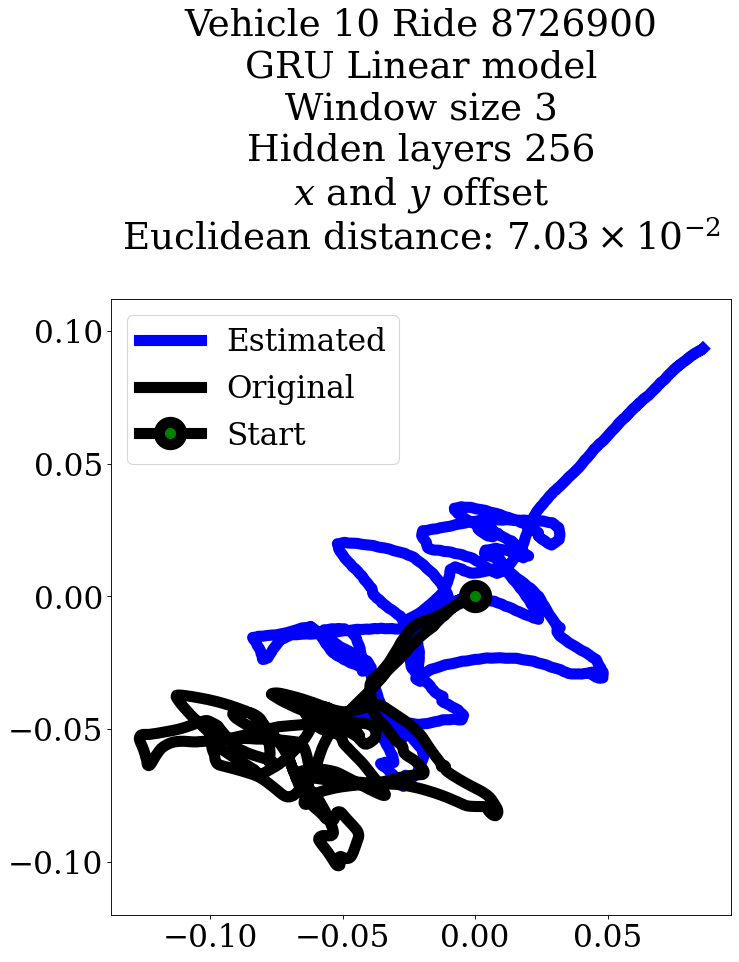 Vehicle 10 Ride 8726900
GRU Linear model
Window size 3
Hidden layers 256
x and y offset
Euclidean distance: 7.03 × 10⁻²
Estimated
Original
Start
0.10
0.05
0.00
−0.05
−0.10
−0.10 −0.05 0.00 0.05